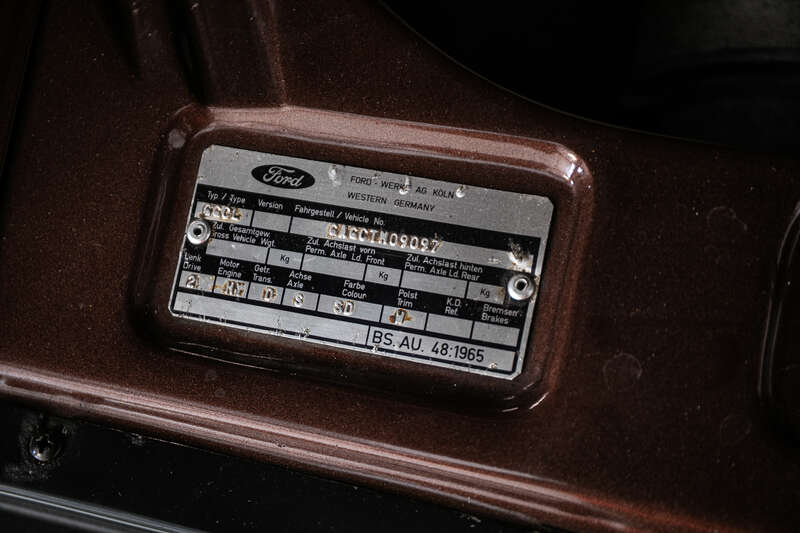 Ford
FORD - WERKE AG KÖLN
WESTERN GERMANY
Typ / Type Version Fahrgestell / Vehicle No.
Zul. Gesamtgew. Gross Vehicle Wgt.
Kg
Zul. Achslast vorn Perm. Axle Ld. Front
Kg
Zul. Achslast hinten Perm. Axle Ld. Rear
Kg
Lenk Drive
Motor Engine
Getr. Trans.
Achse Axle
Farbe Colour
Polst Trim
K.D. Ref.
Bremsen Brakes
S
BS. AU. 48:1965